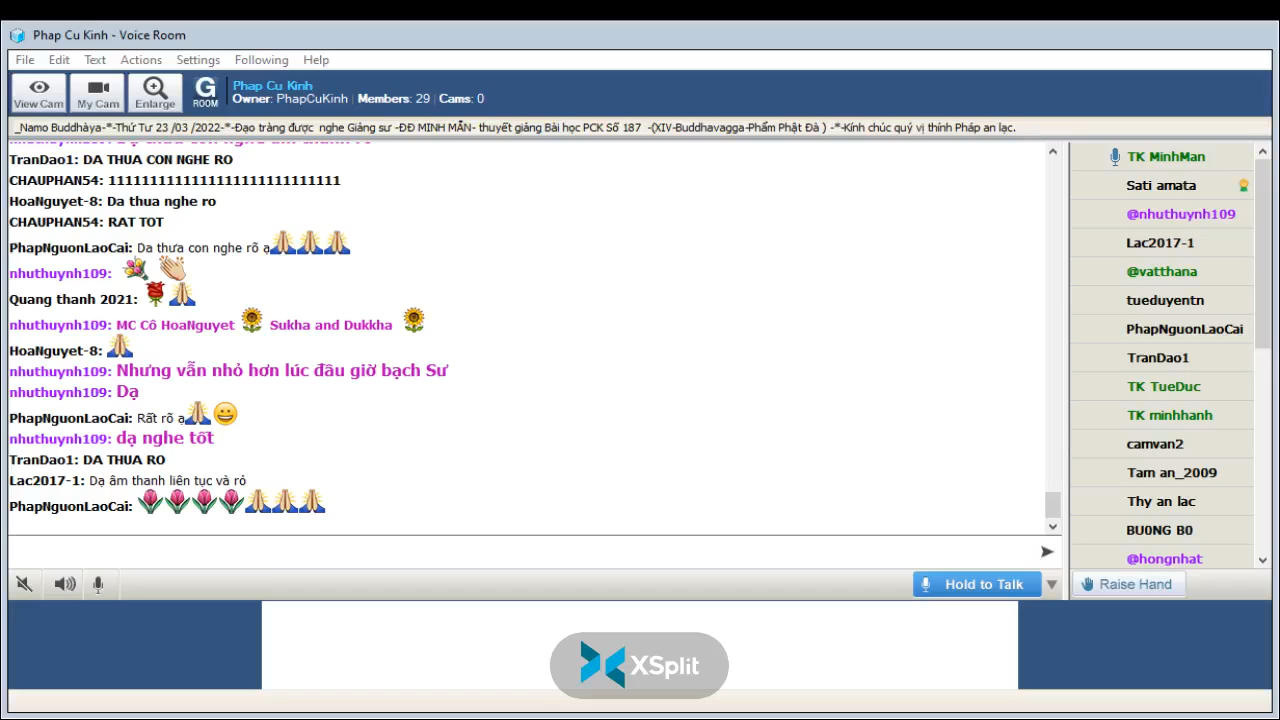 Phap Cu Kinh - Voice Room
File Edit Text Actions Settings Following Help
View Cam My Cam Enlarge G ROOM
Phap Cu Kinh
Owner: PhapCuKinh Members: 29 Cams: 0
_Namo Buddhàya-*-Thứ Tư 23 /03 /2022-*-Đạo tràng được nghe Giảng sư -ĐĐ MINH MẪN- thuyết giảng Bài học PCK Số 187 -(XIV-Buddhavagga-Phẩm Phật Đà ) -*-Kính chúc quý vị thính Pháp an lạc.
TranDao1: DA THUA CON NGHE RO
CHAUPHAN54: 1111111111111111111111111111
HoaNguyet-8: Da thua nghe ro
CHAUPHAN54: RAT TOT
PhapNguonLaoCai: Da thưa con nghe rõ ạ
nhuthuynh109:
Quang thanh 2021:
nhuthuynh109: MC Cô HoaNguyet Sukha and Dukkha
HoaNguyet-8:
nhuthuynh109: Nhưng vẫn nhỏ hơn lúc đầu giờ bạch Sư
nhuthuynh109: Dạ
PhapNguonLaoCai: Rất rõ ạ
nhuthuynh109: dạ nghe tốt
TranDao1: DA THUA RO
Lac2017-1: Dạ âm thanh liên tục và rỏ
PhapNguonLaoCai:
TK MinhMan
Sati amata
@nhuthuynh109
Lac2017-1
@vatthana
tueduyentn
PhapNguonLaoCai
TranDao1
TK TueDuc
TK minhhanh
camvan2
Tam an_2009
Thy an lac
BU0NG B0
@hongnhat
Hold to Talk
Raise Hand
XSplit